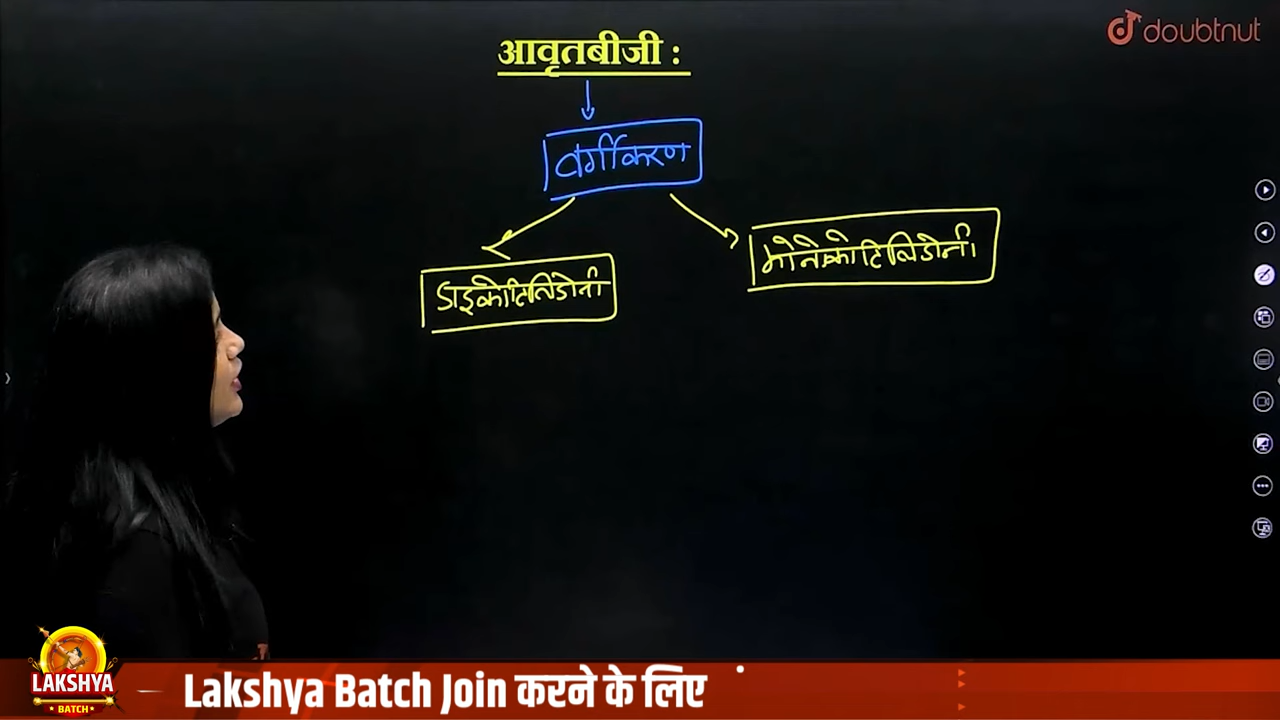 doubtnut
आवृतबीजी :
वर्गीकरण
डाइकोटिलिडोनी
मोनोकोटिलिडोनी
LAKSHYA
BATCH
Lakshya Batch Join करने के लिए